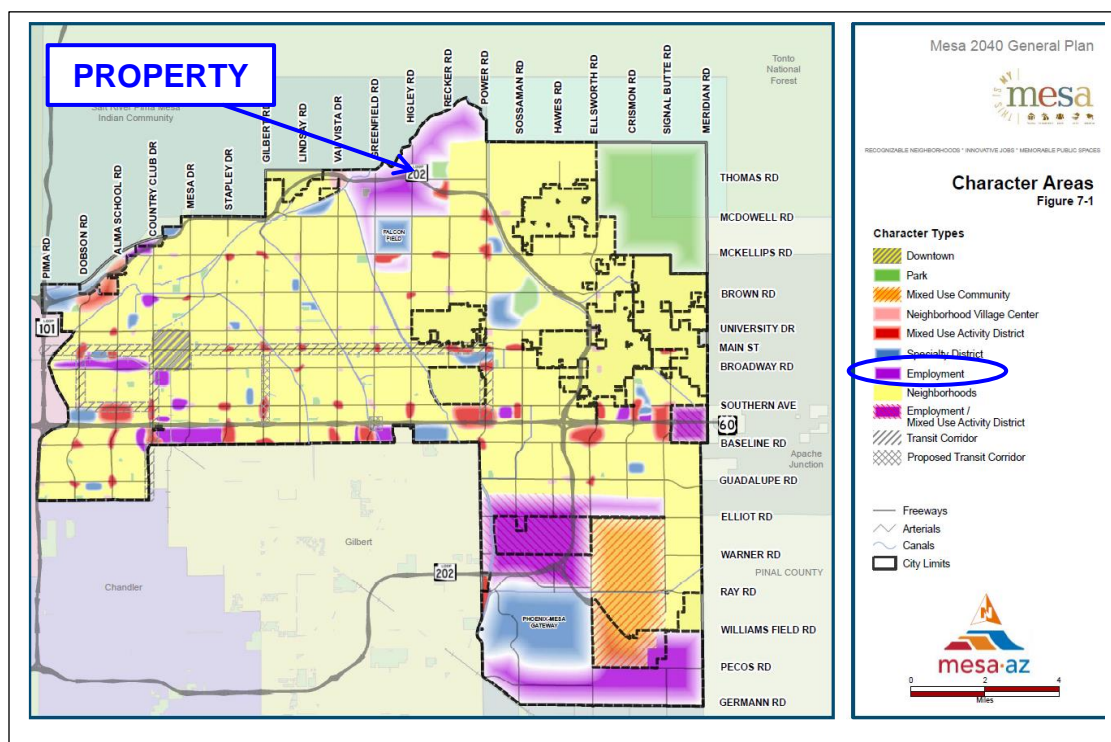 PROPERTY
Salt River Pima Mesa
Indian Community
Tonto
National
Forest
PIMA RD
DOBSON RD
ALMA SCHOOL RD
COUNTRY CLUB DR
MESA DR
STAPLEY DR
GILBERT RD
LINDSAY RD
VAL VISTA DR
GREENFIELD RD
HIGLEY RD
RECKER RD
POWER RD
SOSSAMAN RD
HAWES RD
ELLSWORTH RD
CRISMON RD
SIGNAL BUTTE RD
MERIDIAN RD
202
THOMAS RD
MCDOWELL RD
FALCON
FIELD
MCKELLIPS RD
BROWN RD
LOOP
101
UNIVERSITY DR
MAIN ST
BROADWAY RD
SOUTHERN AVE
60
BASELINE RD
Apache
Junction
GUADALUPE RD
ELLIOT RD
Gilbert
WARNER RD
202
PINAL COUNTY
Chandler
RAY RD
PHOENIX-MESA
GATEWAY
WILLIAMS FIELD RD
PECOS RD
GERMANN RD
Mesa 2040 General Plan
THIS IS MY
mesa
RECOGNIZABLE NEIGHBORHOODS * INNOVATIVE JOBS * MEMORABLE PUBLIC SPACES
Character Areas
Figure 7-1
Character Types
Downtown
Park
Mixed Use Community
Neighborhood Village Center
Mixed Use Activity District
Specialty District
Employment
Neighborhoods
Employment /
Mixed Use Activity District
Transit Corridor
Proposed Transit Corridor
Freeways
Arterials
Canals
City Limits
N
mesa·az
0 2 4
Miles